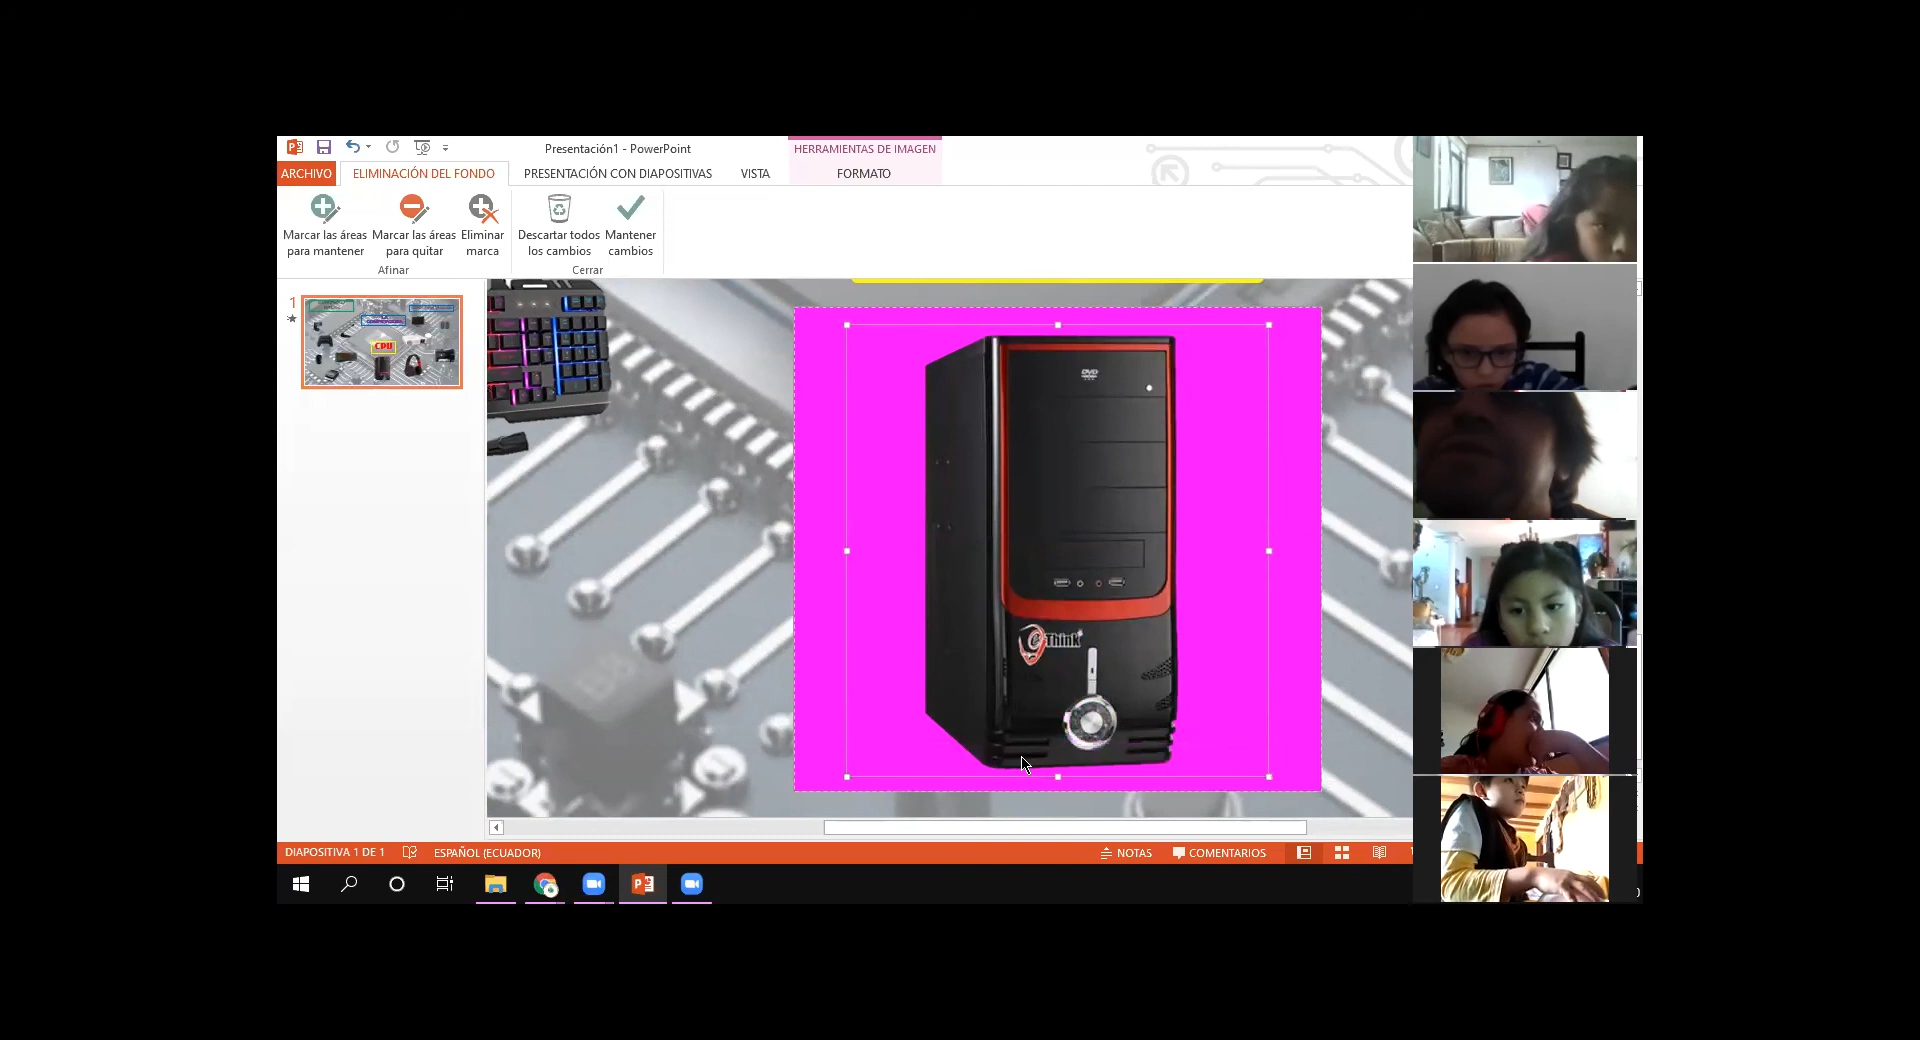 Presentación1 - PowerPoint
HERRAMIENTAS DE IMAGEN
ARCHIVO
ELIMINACIÓN DEL FONDO
PRESENTACIÓN CON DIAPOSITIVAS
VISTA
FORMATO
Marcar las áreas para mantener
Marcar las áreas para quitar
Eliminar marca
Descartar todos los cambios
Mantener cambios
Afinar
Cerrar
1
CPU
DVD
eThink
DIAPOSITIVA 1 DE 1
ESPAÑOL (ECUADOR)
NOTAS
COMENTARIOS